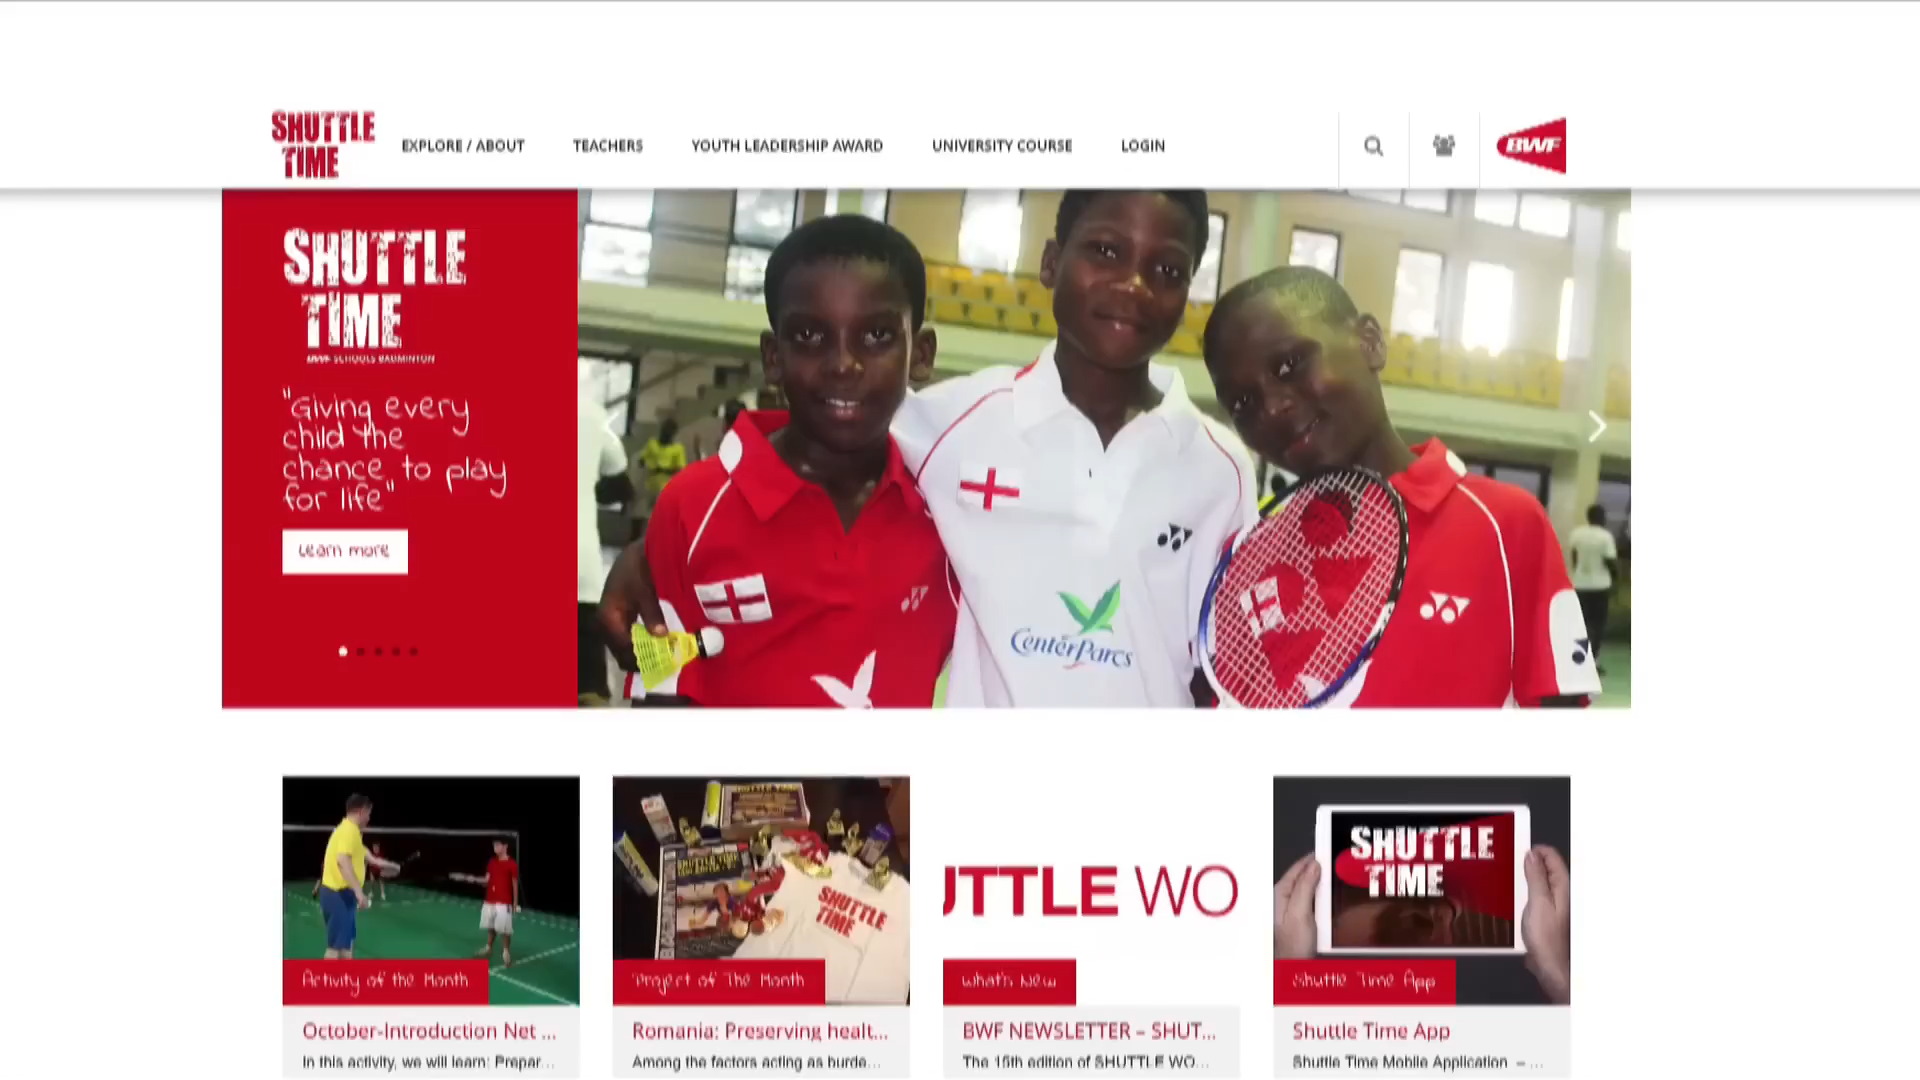 SHUTTLE
TIME
EXPLORE / ABOUT
TEACHERS
YOUTH LEADERSHIP AWARD
UNIVERSITY COURSE
LOGIN
BWF
SHUTTLE
TIME
BWF SCHOOLS BADMINTON
"Giving every
child the
chance to play
for life"
Learn more
CenterParcs
SHUTTLE
TIME
UTTLE WO
SHUTTLE
TIME
Activity of the Month
Project of The Month
What's New
Shuttle Time App
October-Introduction Net ...
Romania: Preserving healt...
BWF NEWSLETTER – SHUT...
Shuttle Time App
In this activity, we will learn: Prepar...
Among the factors acting as burde...
The 15th edition of SHUTTLE WO...
Shuttle Time Mobile Application – ...